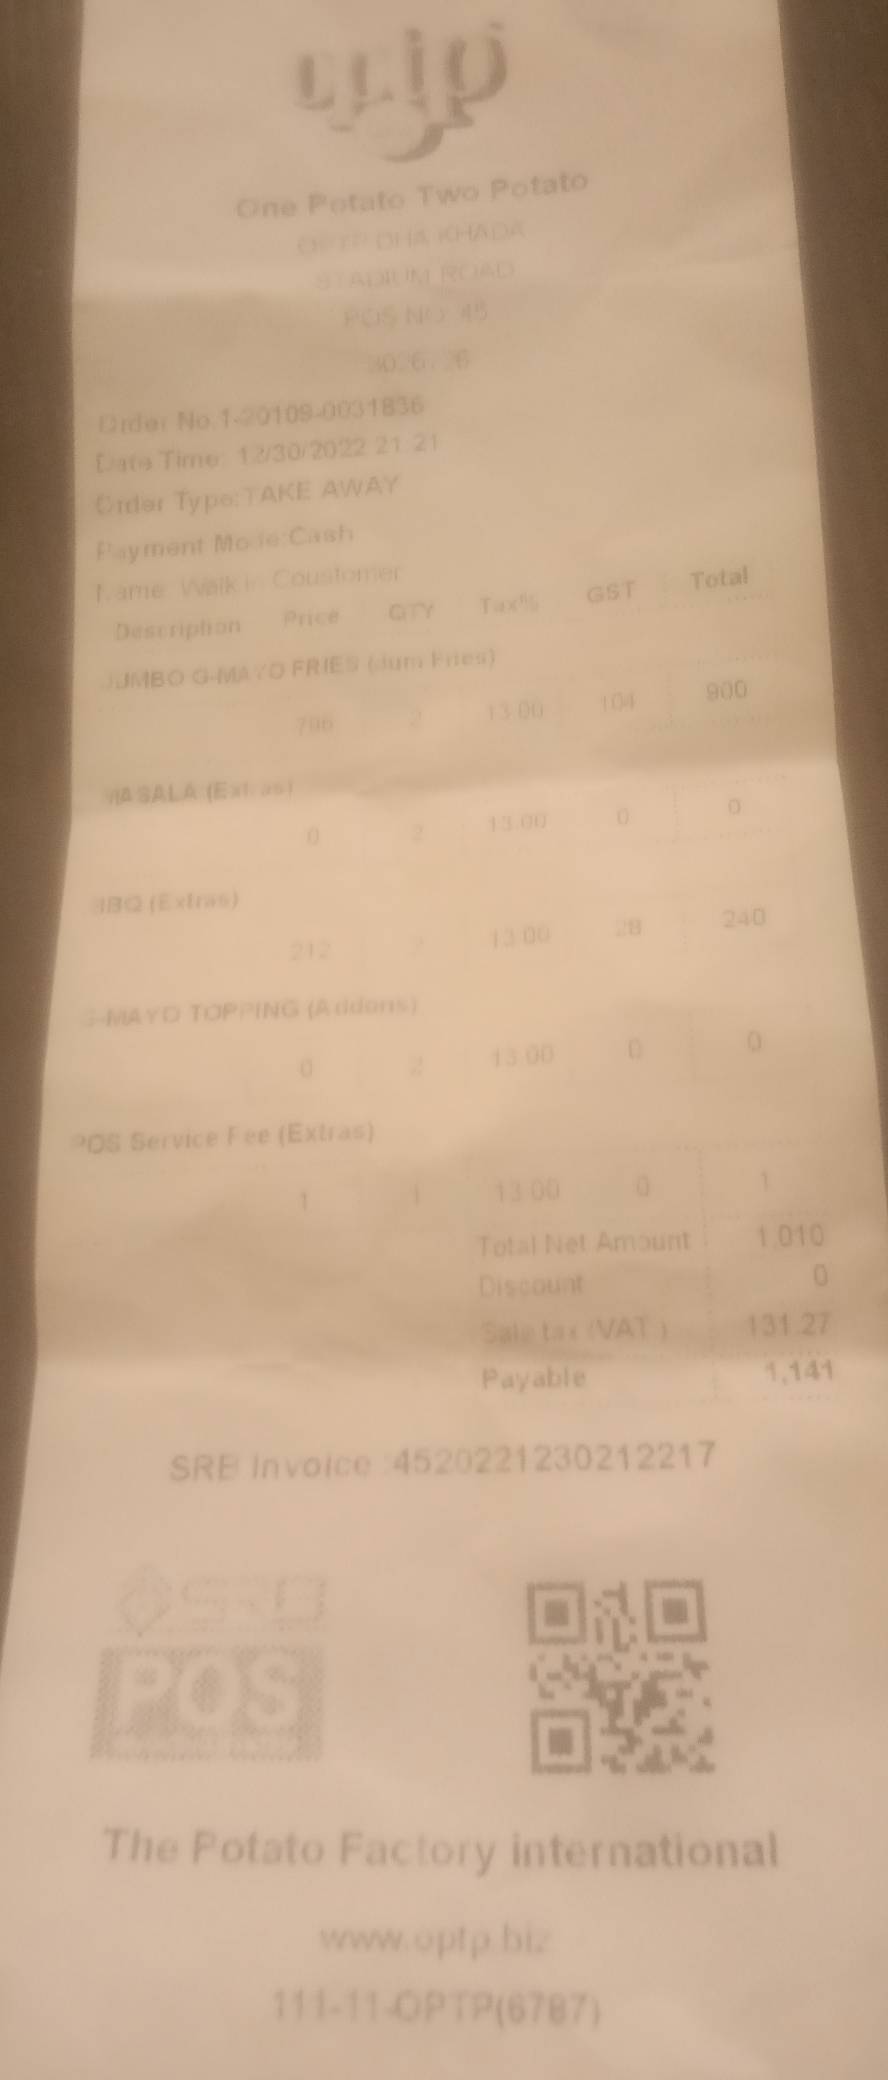 optp
One Potato Two Potato
OPTP DHA KHADA
STADIUM ROAD
POS NO 45
Order No.1-20109-0031836
Date Time: 12/30/2022 21 21
Order Type:TAKE AWAY
Payment Mode:Cash
Name: Walk in Coustomer
Description Price QTY Tax% GST Total
JUMBO G-MAYO FRIES (Jum Fries)
796 2 13.00 104 900
MASALA (Extras)
0 2 13.00 0 0
BBQ (Extras)
212 2 13.00 28 240
G-MAYO TOPPING (Addons)
0 2 13.00 0 0
POS Service Fee (Extras)
1 1 13.00 0 1
Total Net Amount 1,010
Discount 0
Sale tax (VAT ) 131.27
Payable 1,141
SRB Invoice :4520221230212217
SRB
POS
The Potato Factory international
www.optp.biz
111-11-OPTP(6787)